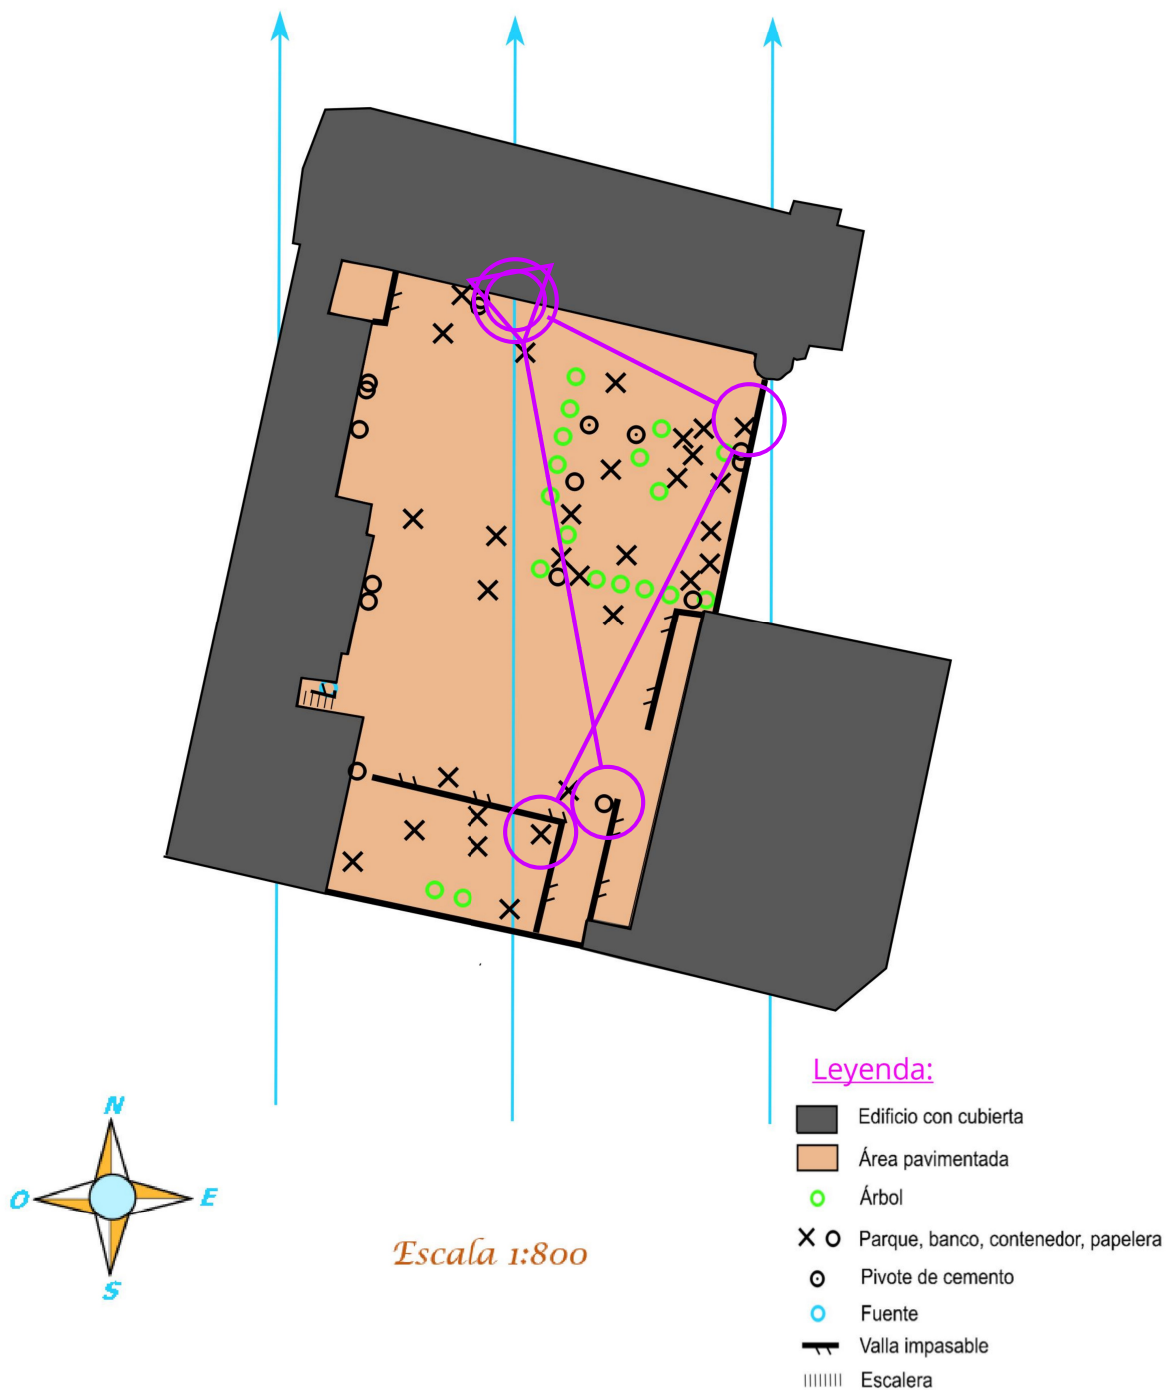 N
O
E
S
Escala 1:800
Leyenda:
Edificio con cubierta
Área pavimentada
Árbol
Parque, banco, contenedor, papelera
Pivote de cemento
Fuente
Valla impasable
Escalera